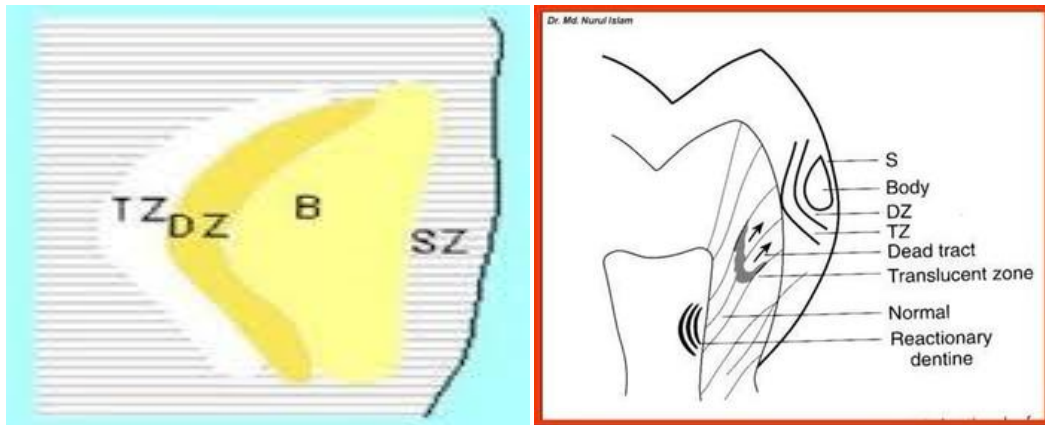 TZ
DZ
B
SZ
Dr. Md. Nurul Islam
S
Body
DZ
TZ
Dead tract
Translucent zone
Normal
Reactionary
dentine